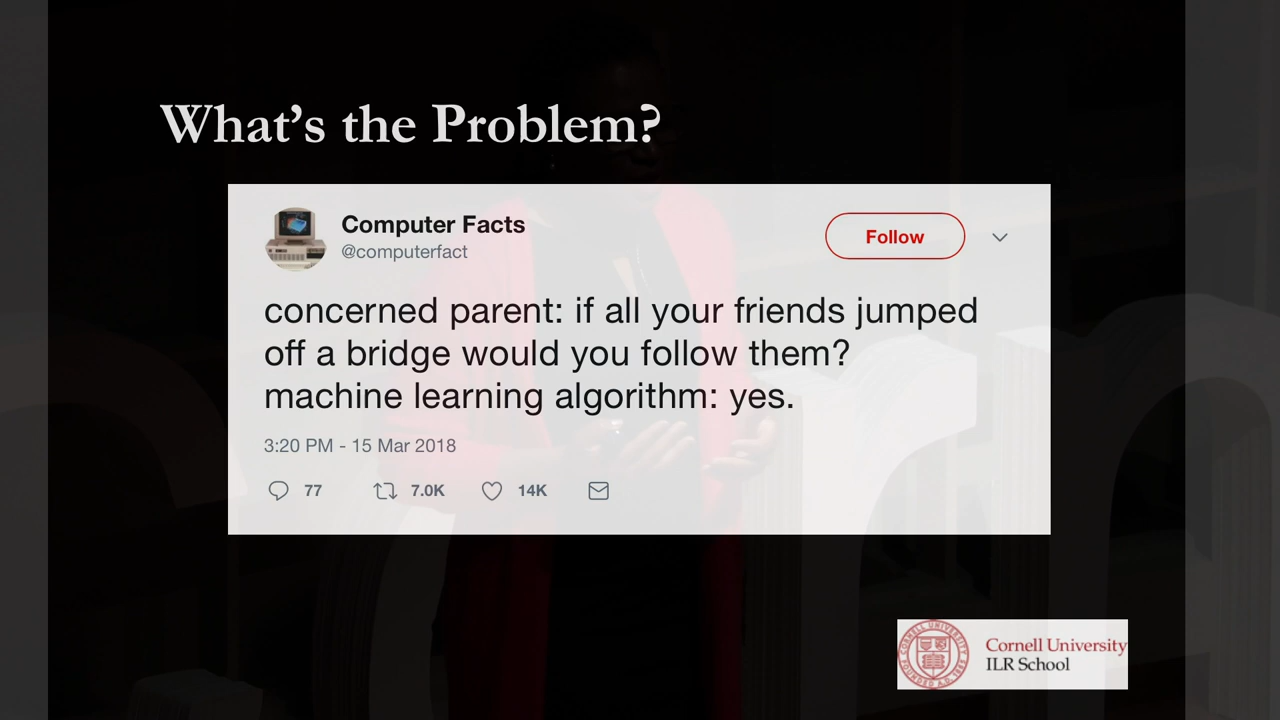 What's the Problem?
Computer Facts
@computerfact
Follow
concerned parent: if all your friends jumped
off a bridge would you follow them?
machine learning algorithm: yes.
3:20 PM - 15 Mar 2018
77 7.0K 14K
Cornell University
ILR School